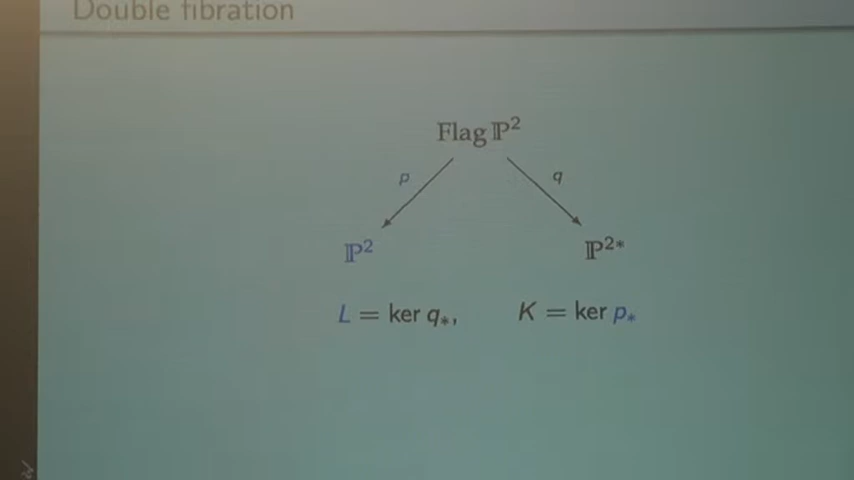 Double fibration
Flag ℙ²
p q
ℙ² ℙ²*
L = ker q∗, K = ker p∗